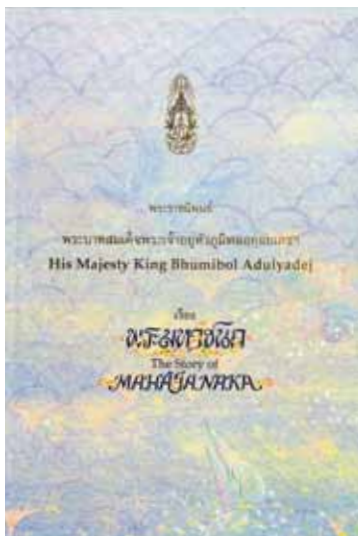 พระราชนิพนธ์
พระบาทสมเด็จพระเจ้าอยู่หัวภูมิพลอดุลยเดชฯ
His Majesty King Bhumibol Adulyadej
เรื่อง
พระมหาชนก
The Story of
MAHAJANAKA